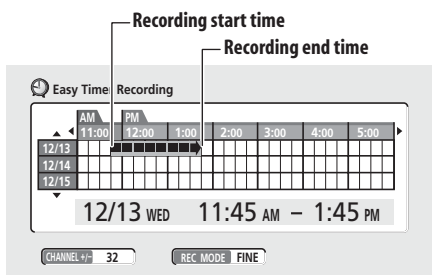 Recording start time
Recording end time
Easy Timer Recording
AM PM
11:00 12:00 1:00 2:00 3:00 4:00 5:00
12/13
12/14
12/15
12/13 WED 11:45 AM – 1:45 PM
CHANNEL +/– 32 REC MODE FINE